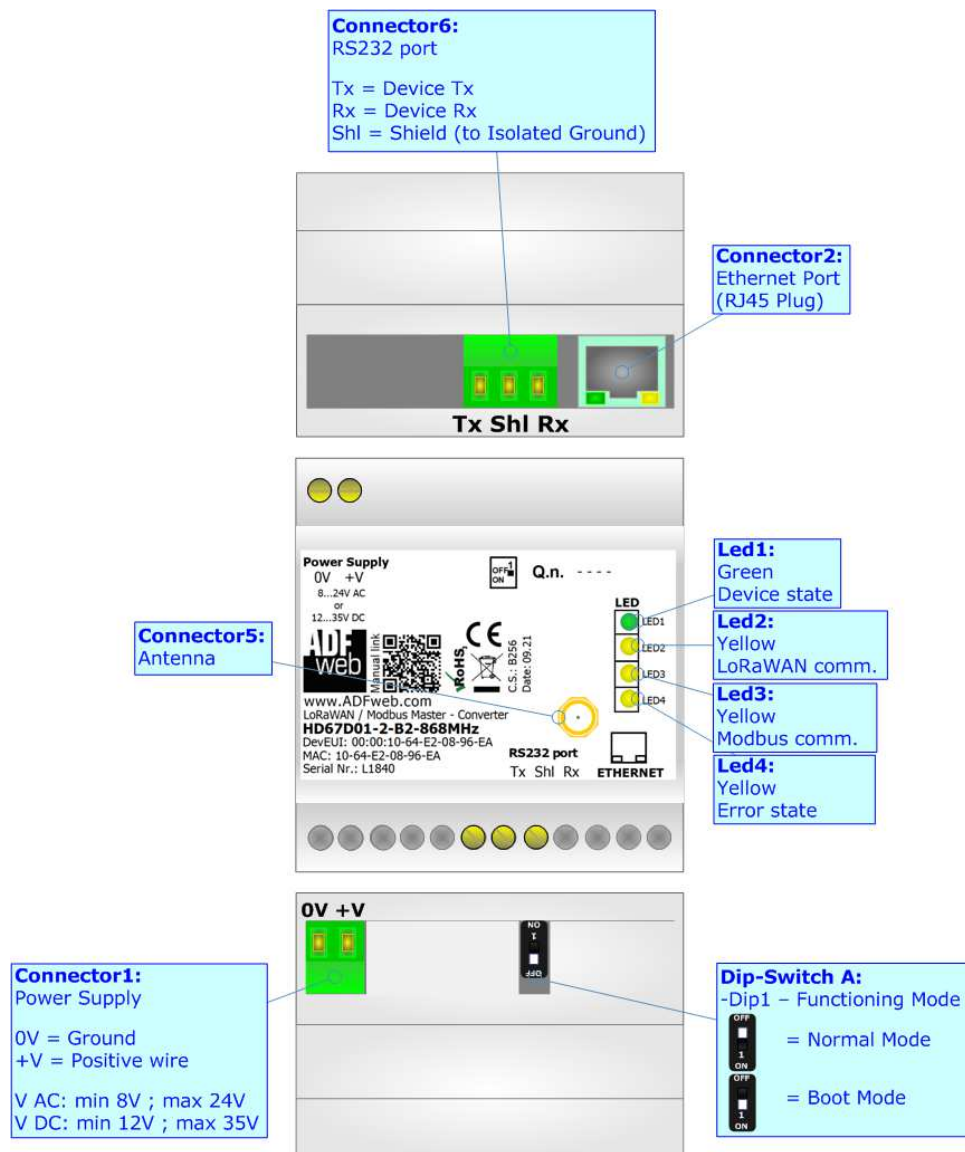 Connector6:
RS232 port
Tx = Device Tx
Rx = Device Rx
Shl = Shield (to Isolated Ground)
Connector2:
Ethernet Port
(RJ45 Plug)
Tx Shl Rx
Power Supply
0V +V
8...24V AC
or
12...35V DC
OFF 1
ON
Q.n. ----
LED
LED1
LED2
LED3
LED4
Led1:
Green
Device state
Led2:
Yellow
LoRaWAN comm.
Led3:
Yellow
Modbus comm.
Led4:
Yellow
Error state
Connector5:
Antenna
ADF
web
Manual link
RoHS
CE
C.S.: B256
Date: 09.21
www.ADFweb.com
LoRaWAN / Modbus Master - Converter
HD67D01-2-B2-868MHz
DevEUI: 00:00:10-64-E2-08-96-EA
MAC: 10-64-E2-08-96-EA
Serial Nr.: L1840
RS232 port
Tx Shl Rx
ETHERNET
0V +V
ON
1
OFF
Connector1:
Power Supply
0V = Ground
+V = Positive wire
V AC: min 8V ; max 24V
V DC: min 12V ; max 35V
Dip-Switch A:
-Dip1 – Functioning Mode
OFF
1
ON
= Normal Mode
OFF
1
ON
= Boot Mode